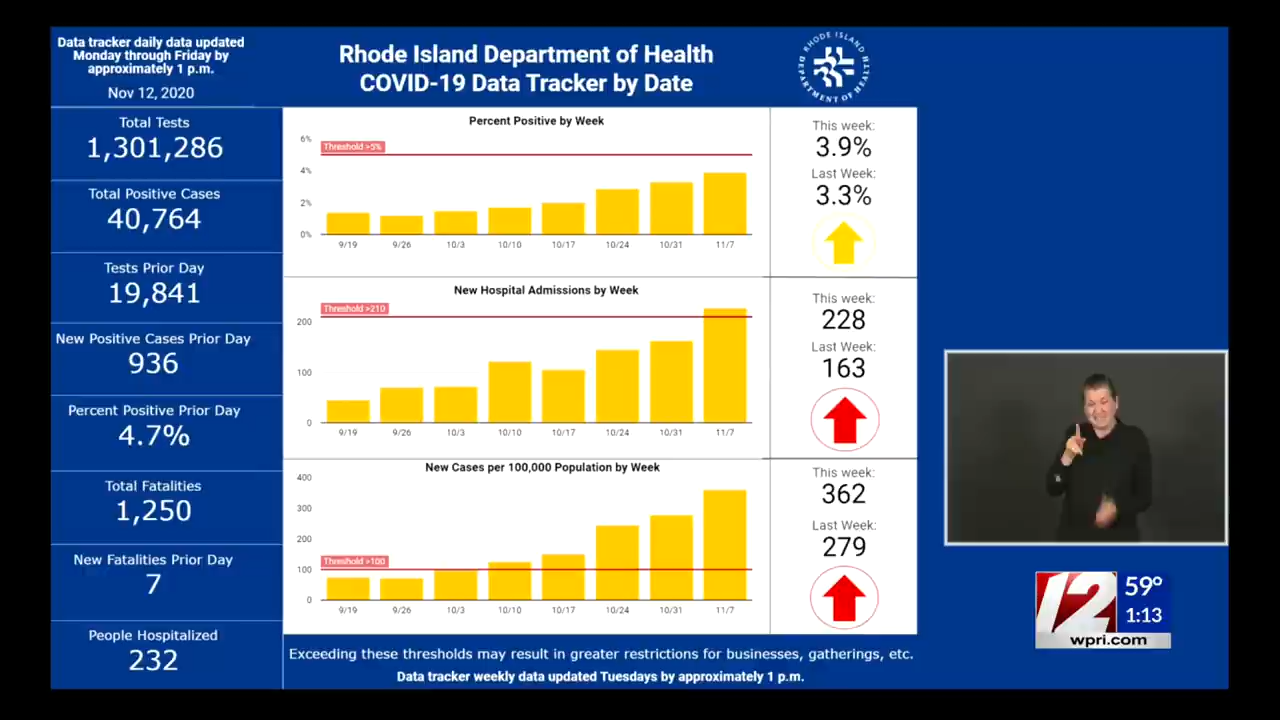 Data tracker daily data updated
Monday through Friday by
approximately 1 p.m.
Nov 12, 2020
Rhode Island Department of Health
COVID-19 Data Tracker by Date
RHODE ISLAND
DEPARTMENT OF HEALTH
Total Tests
1,301,286
Total Positive Cases
40,764
Tests Prior Day
19,841
New Positive Cases Prior Day
936
Percent Positive Prior Day
4.7%
Total Fatalities
1,250
New Fatalities Prior Day
7
People Hospitalized
232
Percent Positive by Week
6%
Threshold >5%
4%
2%
0%
9/19 9/26 10/3 10/10 10/17 10/24 10/31 11/7
This week:
3.9%
Last Week:
3.3%
New Hospital Admissions by Week
Threshold >210
200
100
0
9/19 9/26 10/3 10/10 10/17 10/24 10/31 11/7
This week:
228
Last Week:
163
New Cases per 100,000 Population by Week
400
300
200
Threshold >100
100
0
9/19 9/26 10/3 10/10 10/17 10/24 10/31 11/7
This week:
362
Last Week:
279
Exceeding these thresholds may result in greater restrictions for businesses, gatherings, etc.
Data tracker weekly data updated Tuesdays by approximately 1 p.m.
12
59°
1:13
wpri.com